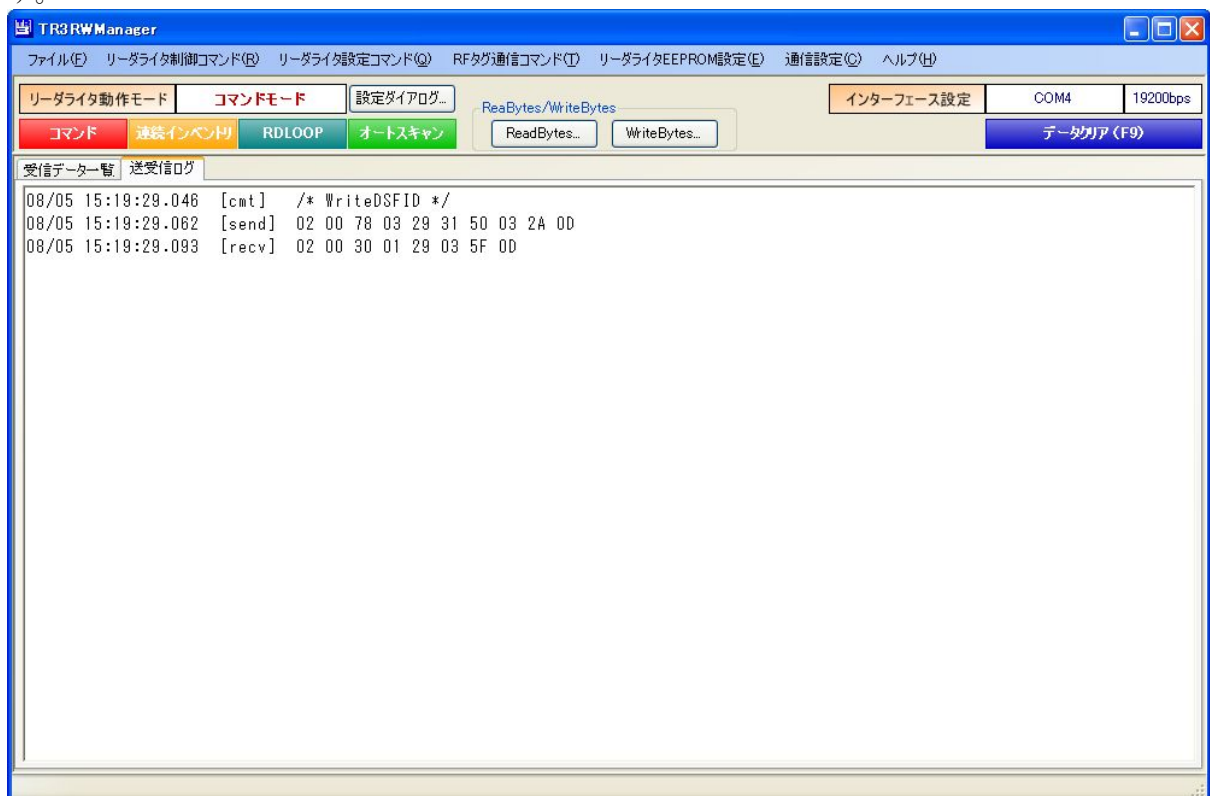 す。
TR3RWManager
ファイル(F) リーダライタ制御コマンド(R) リーダライタ設定コマンド(Q) RFタグ通信コマンド(T) リーダライタEEPROM設定(E) 通信設定(C) ヘルプ(H)
リーダライタ動作モード コマンドモード 設定ダイアログ... ReaBytes/WriteBytes インターフェース設定 COM4 19200bps
コマンド 連続インベントリ RDLOOP オートスキャン ReadBytes... WriteBytes... データクリア(F9)
受信データ一覧 送受信ログ
08/05 15:19:29.046 [cmt] /* WriteDSFID */
08/05 15:19:29.062 [send] 02 00 78 03 29 31 50 03 2A 0D
08/05 15:19:29.093 [recv] 02 00 30 01 29 03 5F 0D